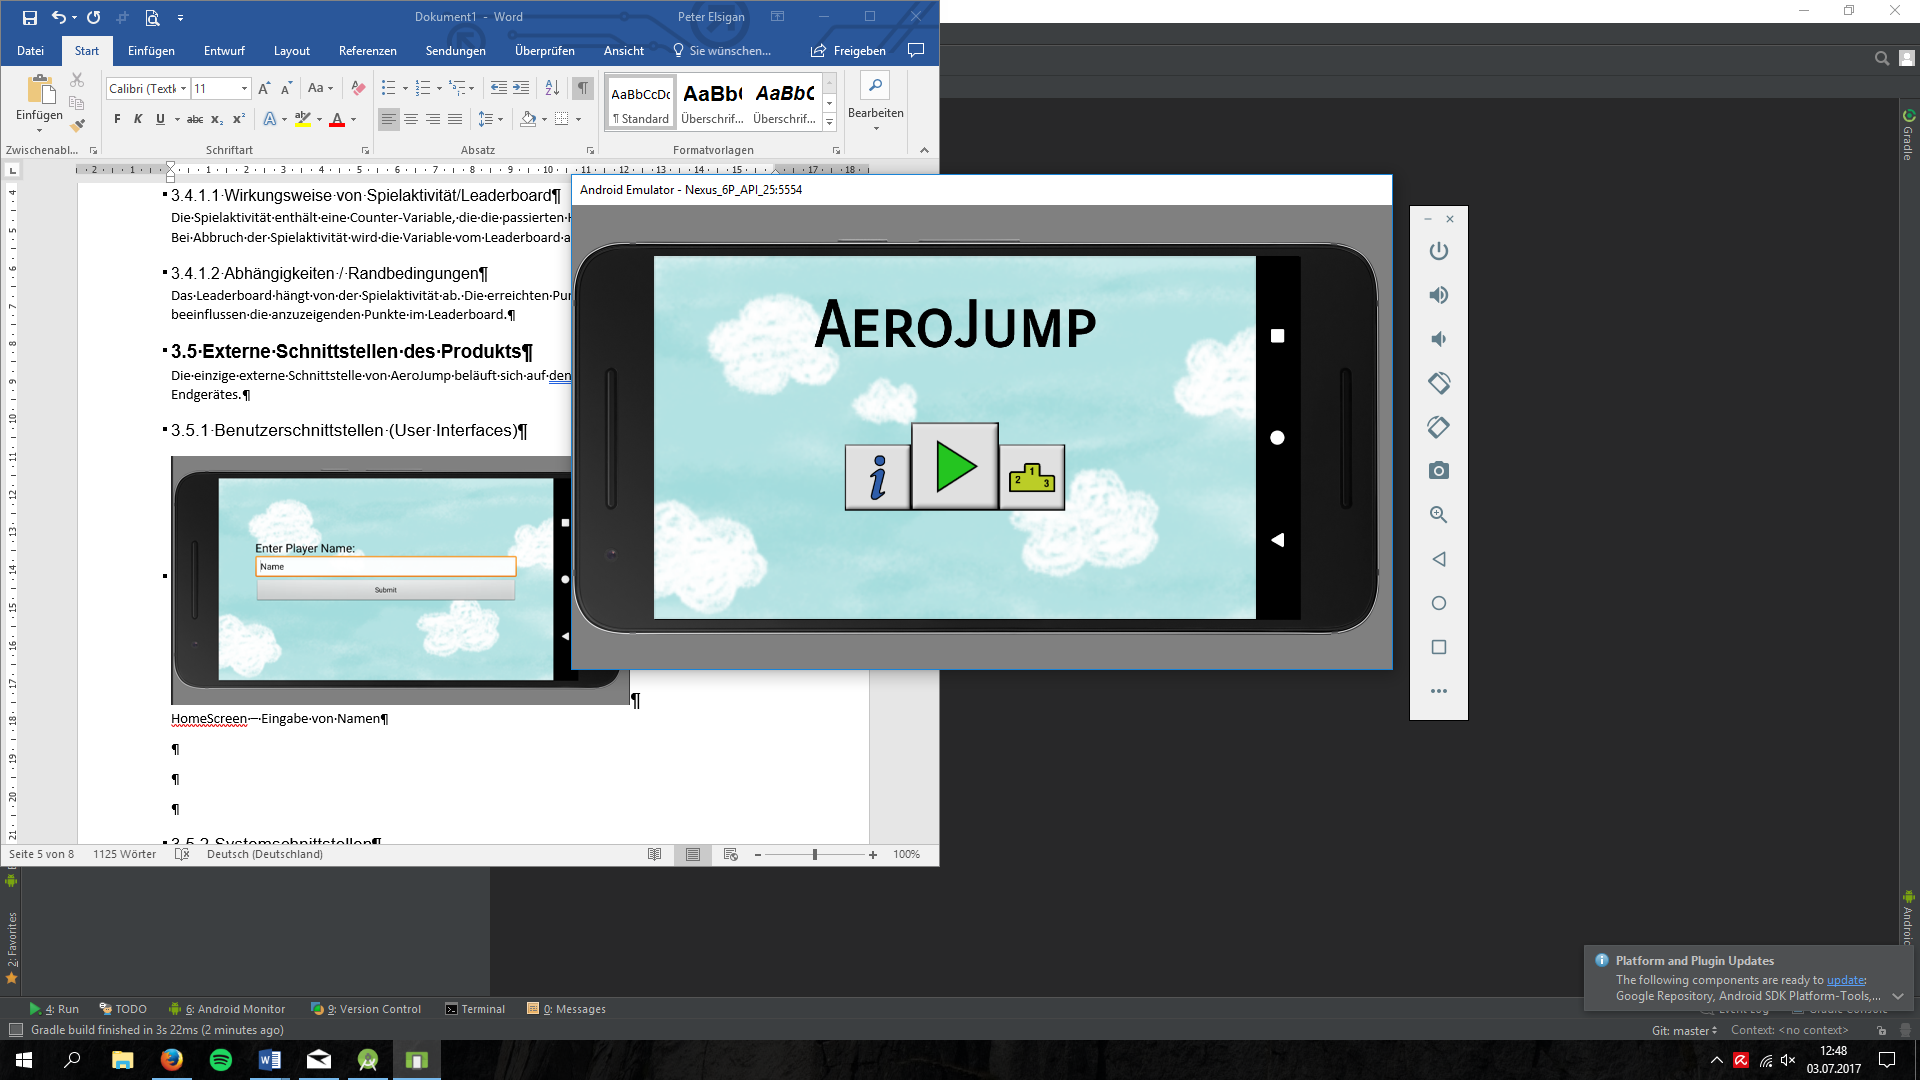 Dokument1 - Word
Peter Elsigan
Datei Start Einfügen Entwurf Layout Referenzen Sendungen Überprüfen Ansicht Sie wünschen... Freigeben
Calibri (Textk 11
Einfügen
F K U abc x₂ x²
AaBbCcDc AaBb( AaBbC
¶ Standard Überschrif... Überschrif...
Bearbeiten
Zwischenabl... Schriftart Absatz Formatvorlagen
3.4.1.1 Wirkungsweise von Spielaktivität/Leaderboard¶
Die Spielaktivität enthält eine Counter-Variable, die die passierten
Bei Abbruch der Spielaktivität wird die Variable vom Leaderboard
3.4.1.2 Abhängigkeiten / Randbedingungen¶
Das Leaderboard hängt von der Spielaktivität ab. Die erreichten
beeinflussen die anzuzeigenden Punkte im Leaderboard.¶
3.5 Externe Schnittstellen des Produkts¶
Die einzige externe Schnittstelle von AeroJump beläuft sich auf den
Endgerätes.¶
3.5.1 Benutzerschnittstellen (User Interfaces)¶
Enter Player Name:
Name
Submit
¶
HomeScreen – Eingabe von Namen¶
¶
¶
¶
3.5.2 Systemschnittstellen¶
Seite 5 von 8 1125 Wörter Deutsch (Deutschland) 100%
Android Emulator - Nexus_6P_API_25:5554
AEROJUMP
i
1
2 3
Gradle
Android
2: Favorites
Platform and Plugin Updates
The following components are ready to update:
Google Repository, Android SDK Platform-Tools,...
4: Run TODO 6: Android Monitor 9: Version Control Terminal 0: Messages
Event Log Gradle Console
Gradle build finished in 3s 22ms (2 minutes ago)
Git: master Context: <no context>
12:48
03.07.2017